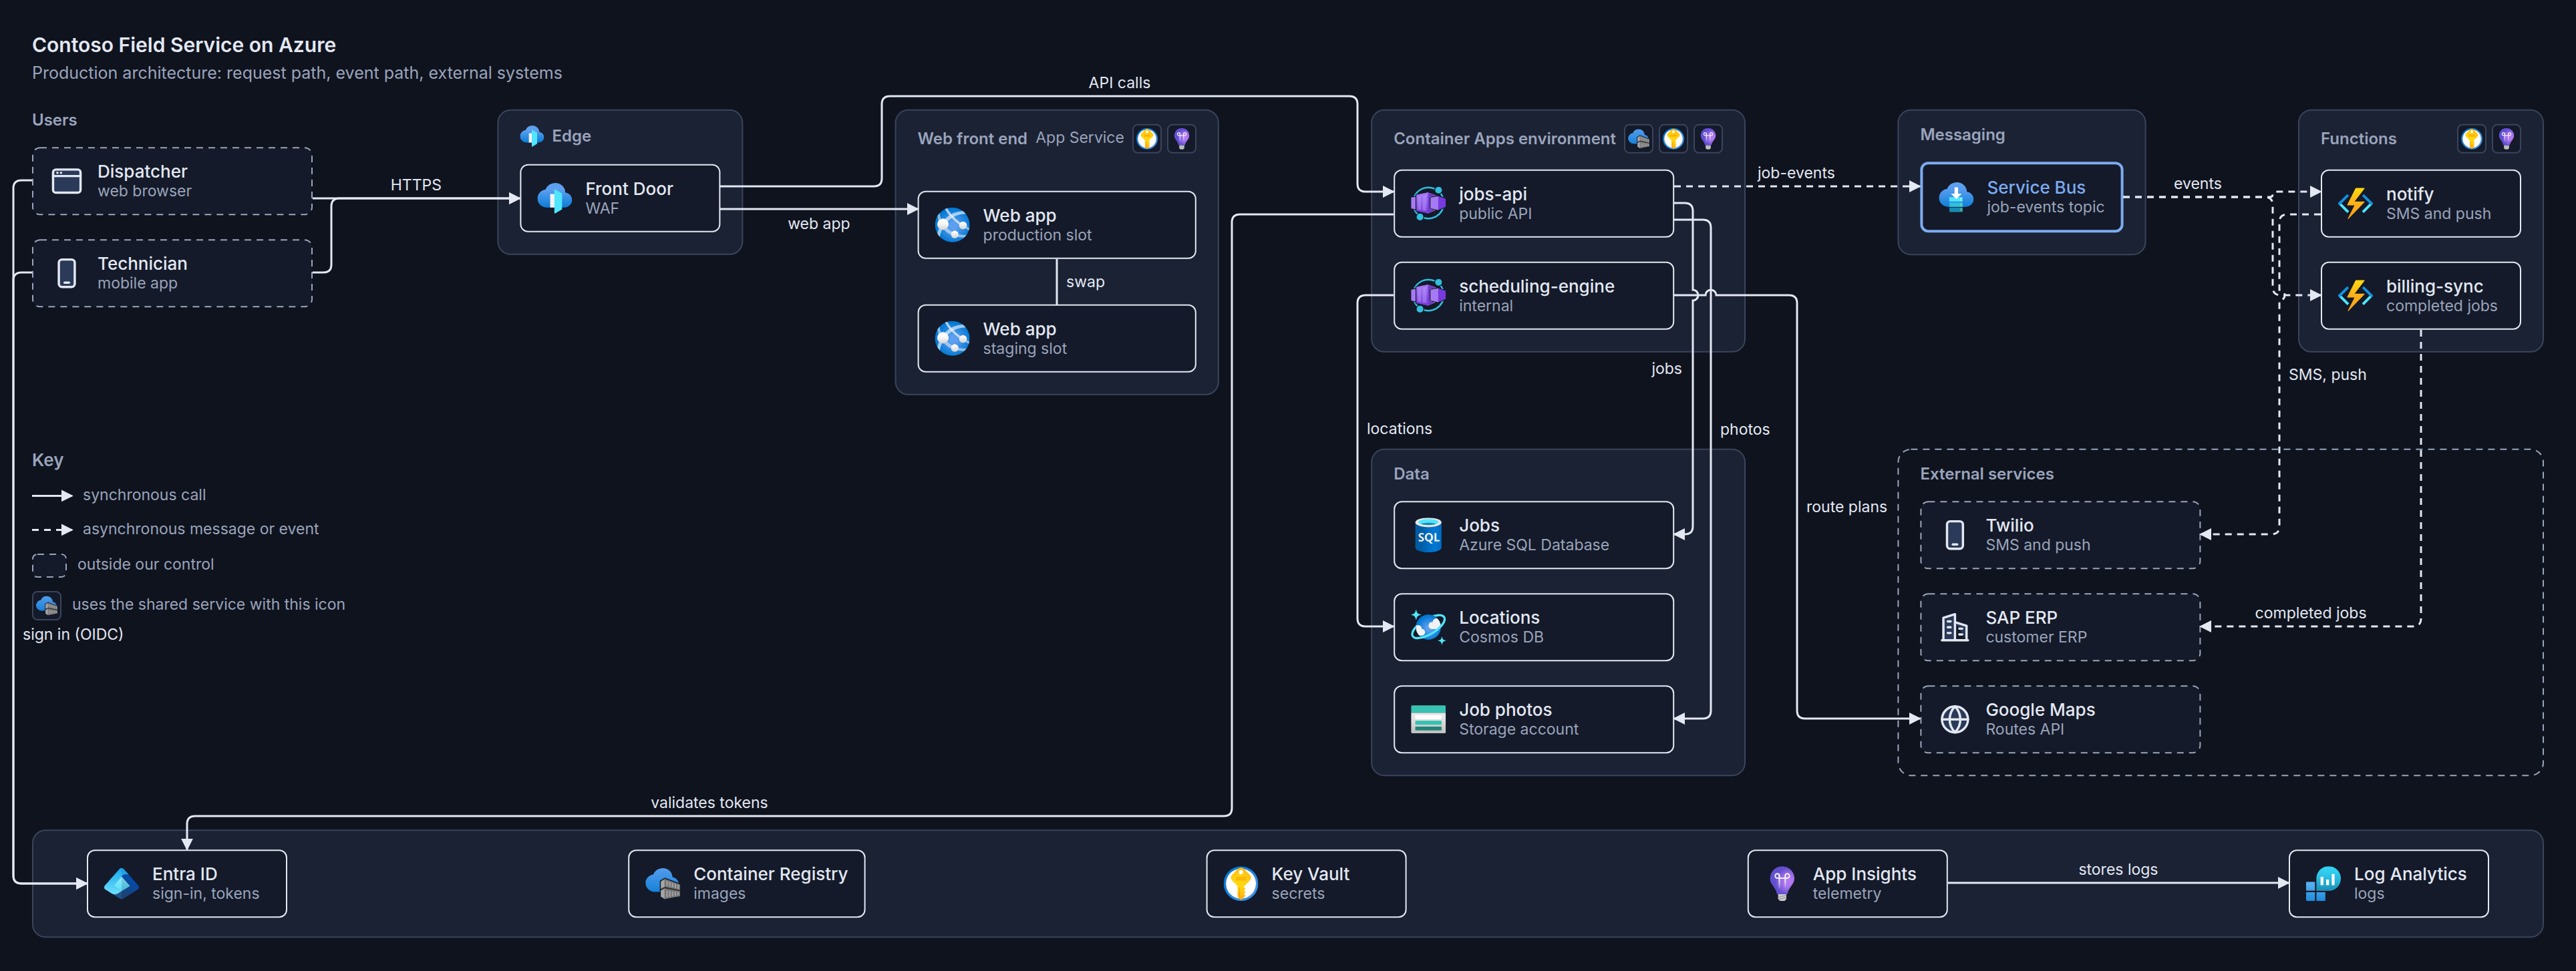 Contoso Field Service on Azure
Production architecture: request path, event path, external systems
Users
Dispatcher
web browser
Technician
mobile app
HTTPS
Edge
Front Door
WAF
API calls
web app
Web front end App Service
Web app
production slot
swap
Web app
staging slot
Container Apps environment
jobs-api
public API
scheduling-engine
internal
job-events
Messaging
Service Bus
job-events topic
events
Functions
notify
SMS and push
billing-sync
completed jobs
jobs
SMS, push
locations
photos
Key
synchronous call
asynchronous message or event
outside our control
uses the shared service with this icon
sign in (OIDC)
Data
Jobs
Azure SQL Database
SQL
Locations
Cosmos DB
Job photos
Storage account
route plans
External services
Twilio
SMS and push
SAP ERP
customer ERP
completed jobs
Google Maps
Routes API
validates tokens
Entra ID
sign-in, tokens
Container Registry
images
Key Vault
secrets
App Insights
telemetry
stores logs
Log Analytics
logs